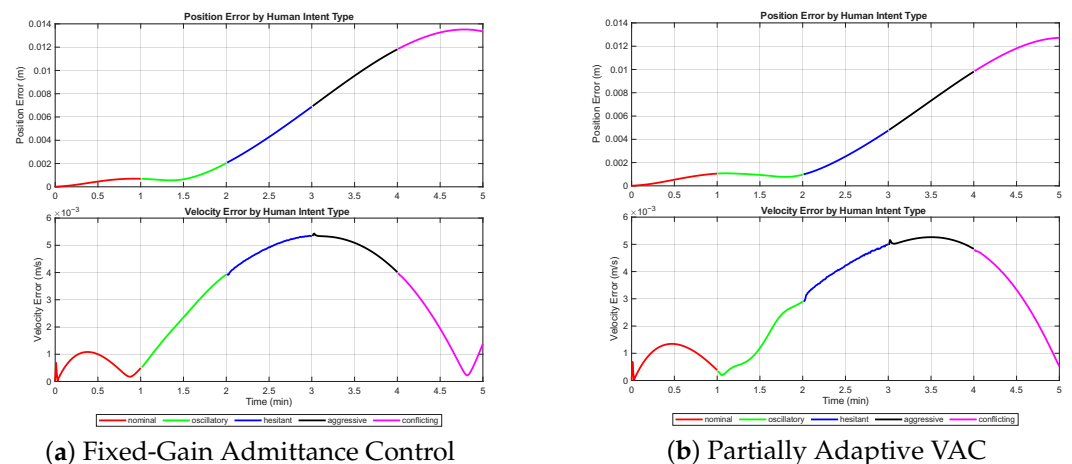 Position Error by Human Intent Type
0.014
0.012
0.01
0.008
0.006
0.004
0.002
0
Position Error (m)
0 0.5 1 1.5 2 2.5 3 3.5 4 4.5 5
Velocity Error by Human Intent Type
×10⁻³
6
5
4
3
2
1
0
Velocity Error (m/s)
0 0.5 1 1.5 2 2.5 3 3.5 4 4.5 5
Time (min)
nominal oscillatory hesitant aggressive conflicting
(a) Fixed-Gain Admittance Control
Position Error by Human Intent Type
0.014
0.012
0.01
0.008
0.006
0.004
0.002
0
Position Error (m)
0 0.5 1 1.5 2 2.5 3 3.5 4 4.5 5
Velocity Error by Human Intent Type
×10⁻³
6
5
4
3
2
1
0
Velocity Error (m/s)
0 0.5 1 1.5 2 2.5 3 3.5 4 4.5 5
Time (min)
nominal oscillatory hesitant aggressive conflicting
(b) Partially Adaptive VAC